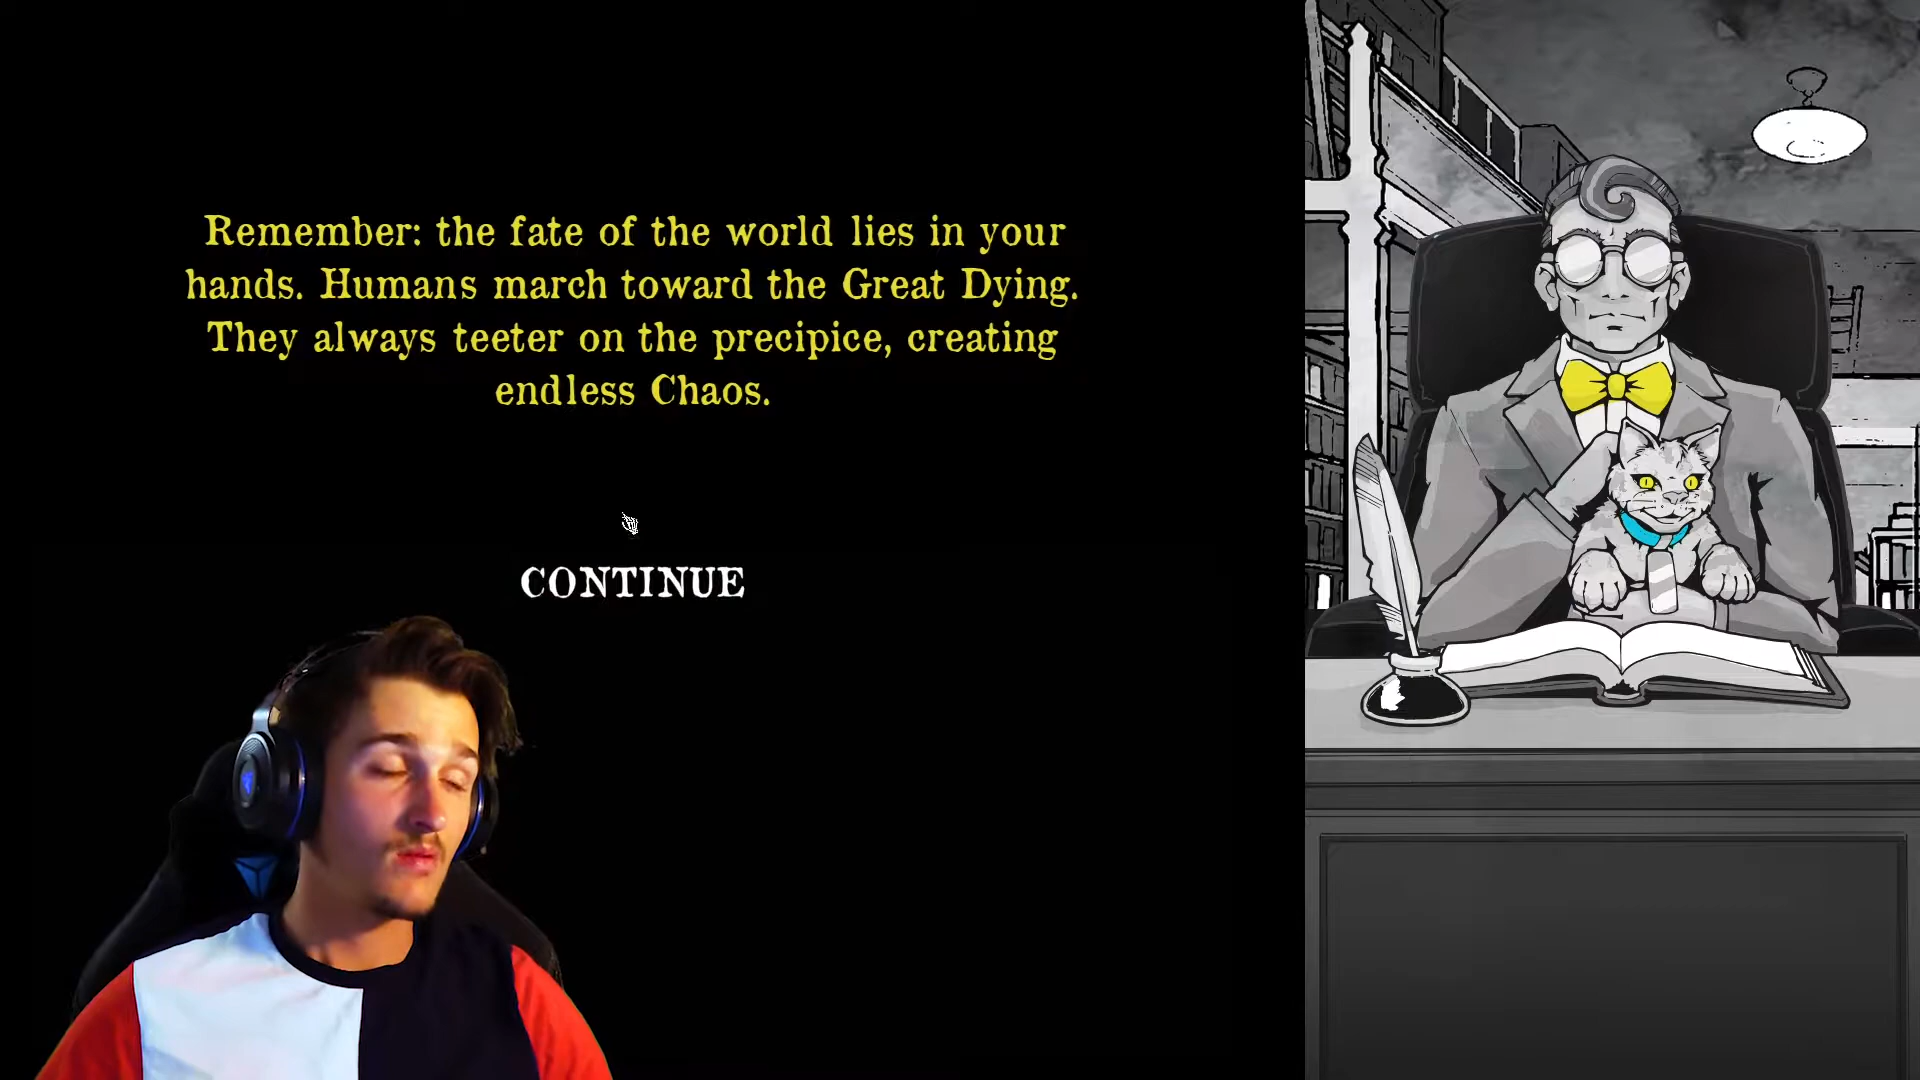 Remember: the fate of the world lies in your
hands. Humans march toward the Great Dying.
They always teeter on the precipice, creating
endless Chaos.
CONTINUE